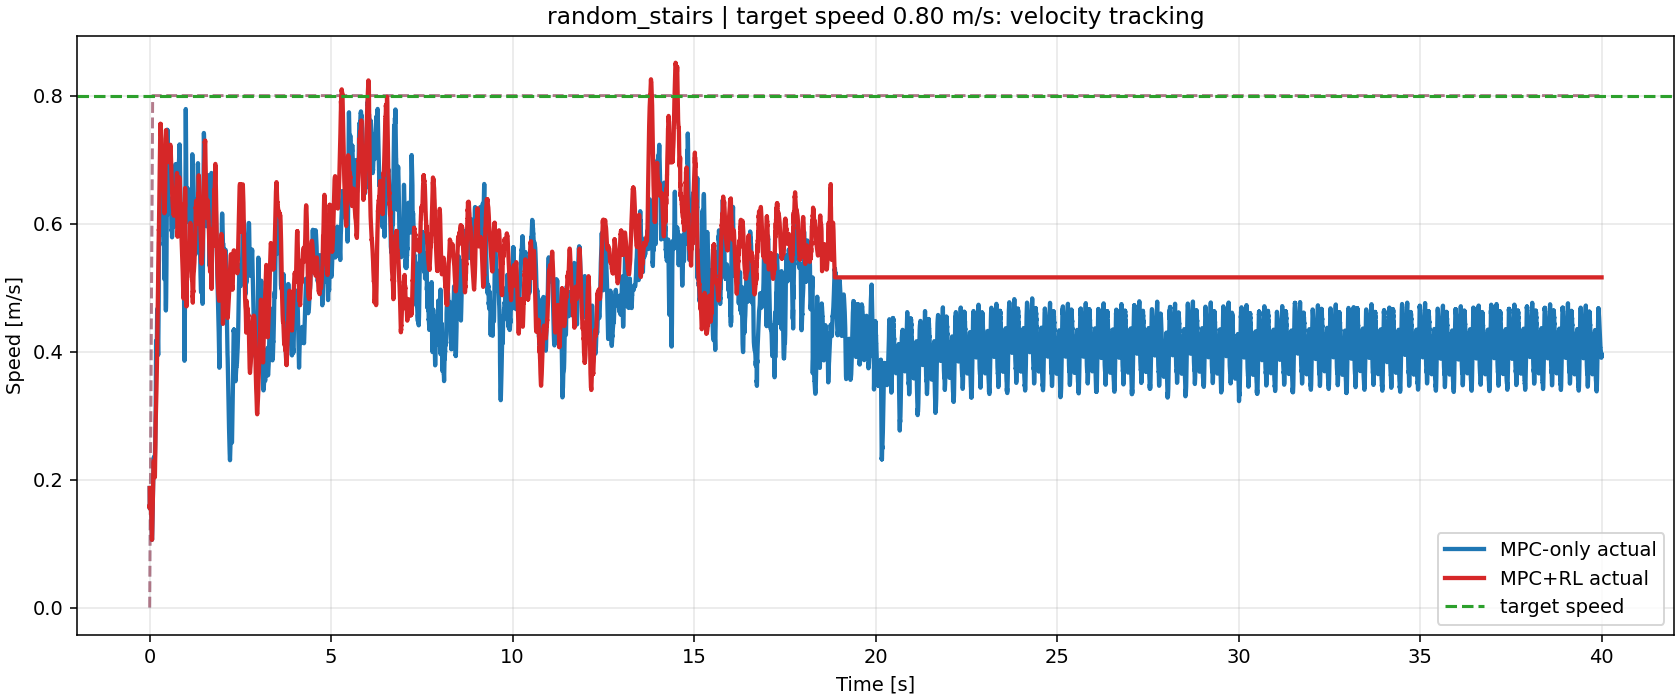 random_stairs | target speed 0.80 m/s: velocity tracking
Speed [m/s]
0.8
0.6
0.4
0.2
0.0
MPC-only actual
MPC+RL actual
target speed
0 5 10 15 20 25 30 35 40
Time [s]